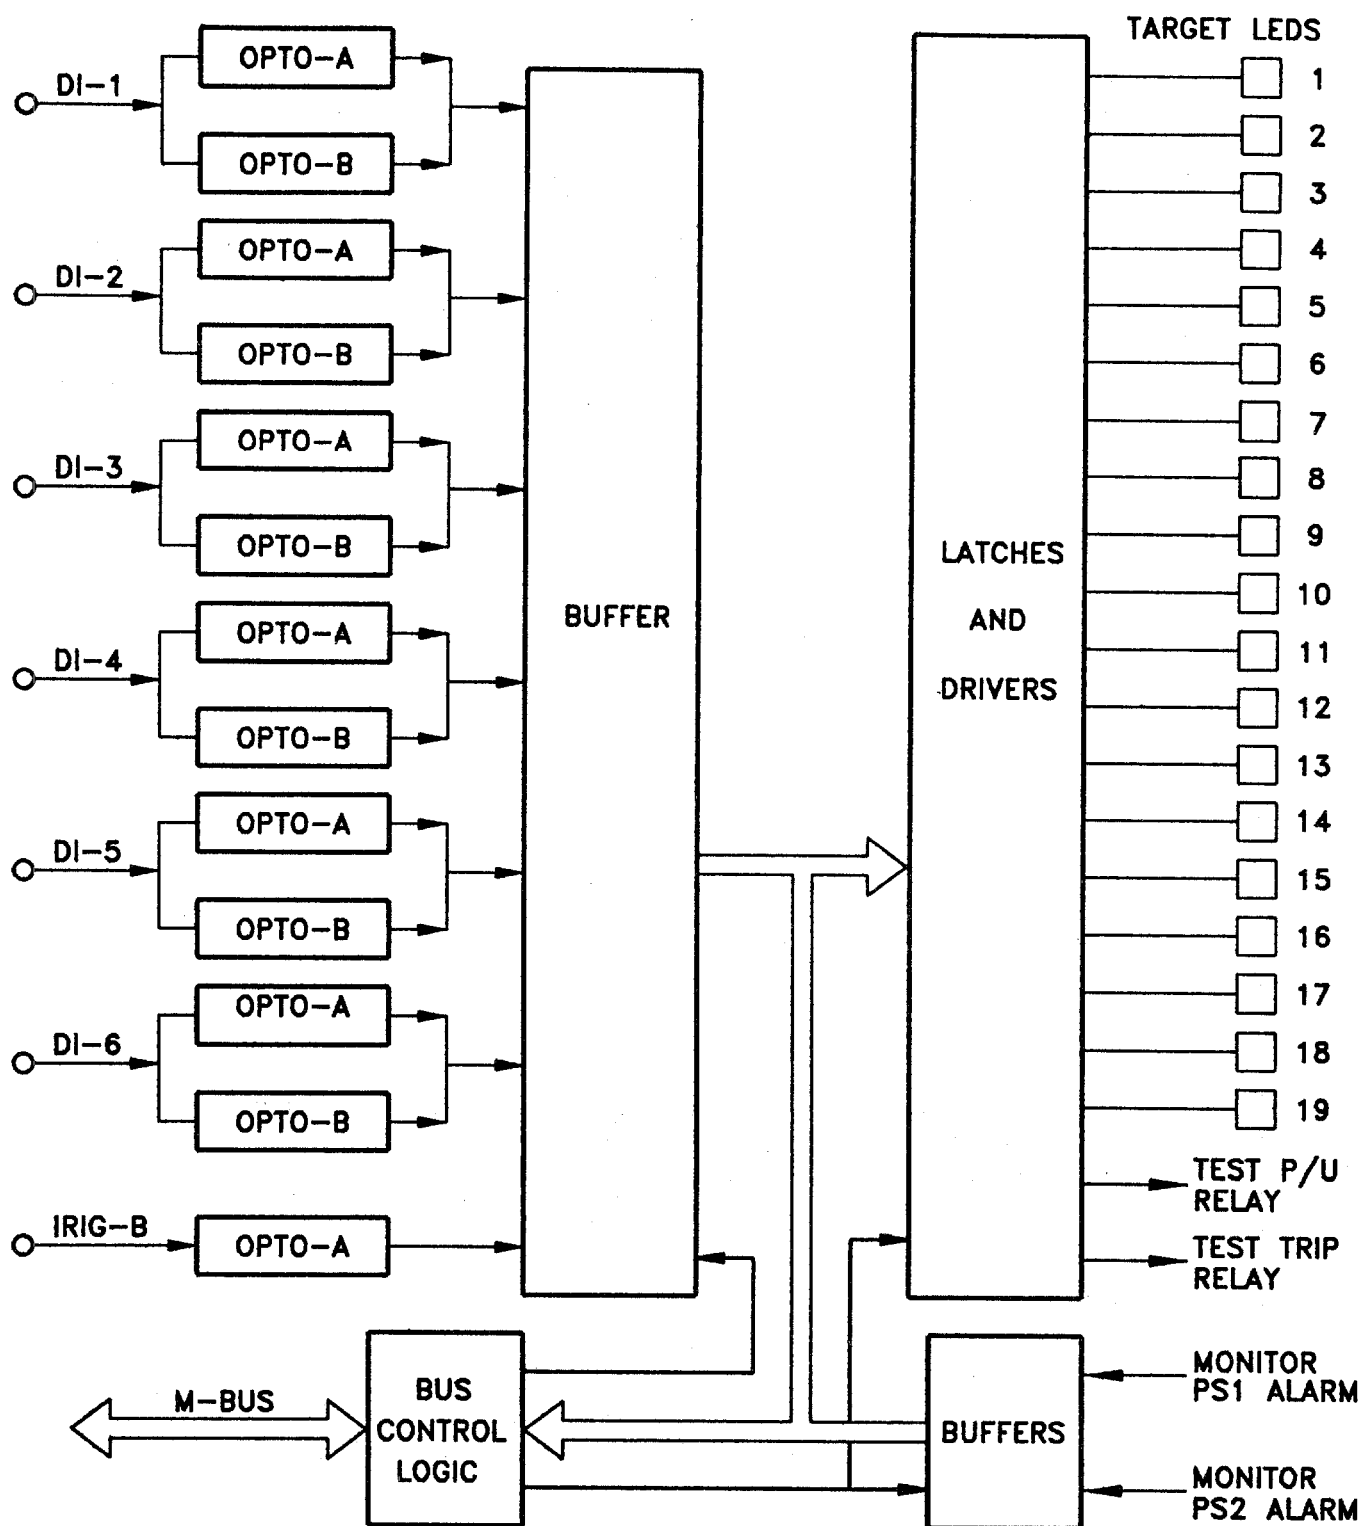 TARGET LEDS
OPTO-A
DI-1
OPTO-B
OPTO-A
DI-2
OPTO-B
OPTO-A
DI-3
OPTO-B
OPTO-A
DI-4
OPTO-B
OPTO-A
DI-5
OPTO-B
OPTO-A
DI-6
OPTO-B
IRIG-B
OPTO-A
BUFFER
LATCHES
AND
DRIVERS
1
2
3
4
5
6
7
8
9
10
11
12
13
14
15
16
17
18
19
TEST P/U
RELAY
TEST TRIP
RELAY
M-BUS
BUS
CONTROL
LOGIC
BUFFERS
MONITOR
PS1 ALARM
MONITOR
PS2 ALARM